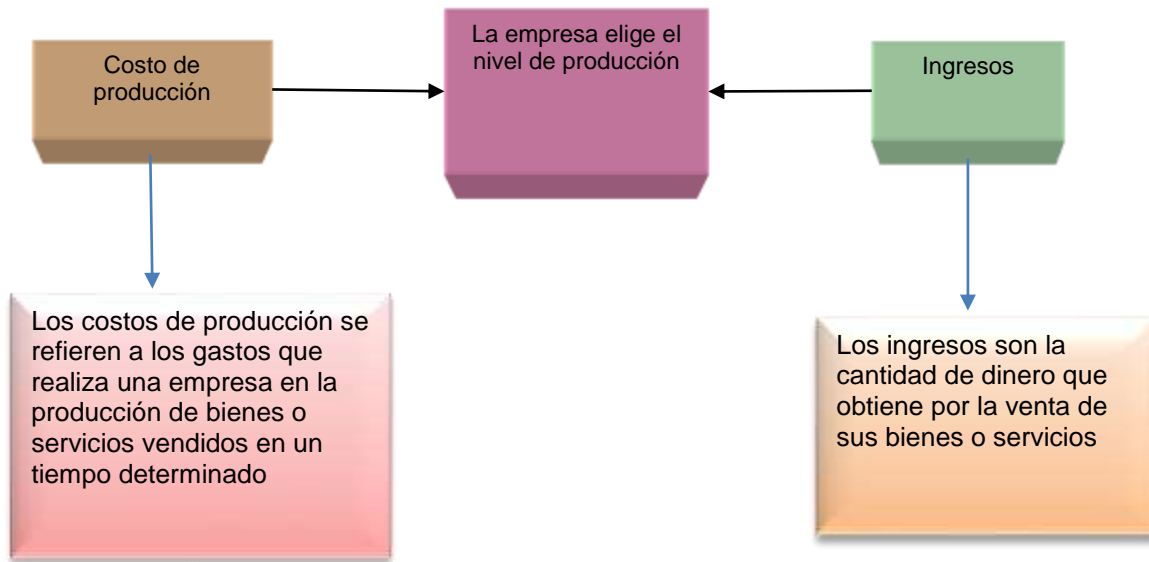 Costo de
producción
La empresa elige el
nivel de producción
Ingresos
Los costos de producción se
refieren a los gastos que
realiza una empresa en la
producción de bienes o
servicios vendidos en un
tiempo determinado
Los ingresos son la
cantidad de dinero que
obtiene por la venta de
sus bienes o servicios